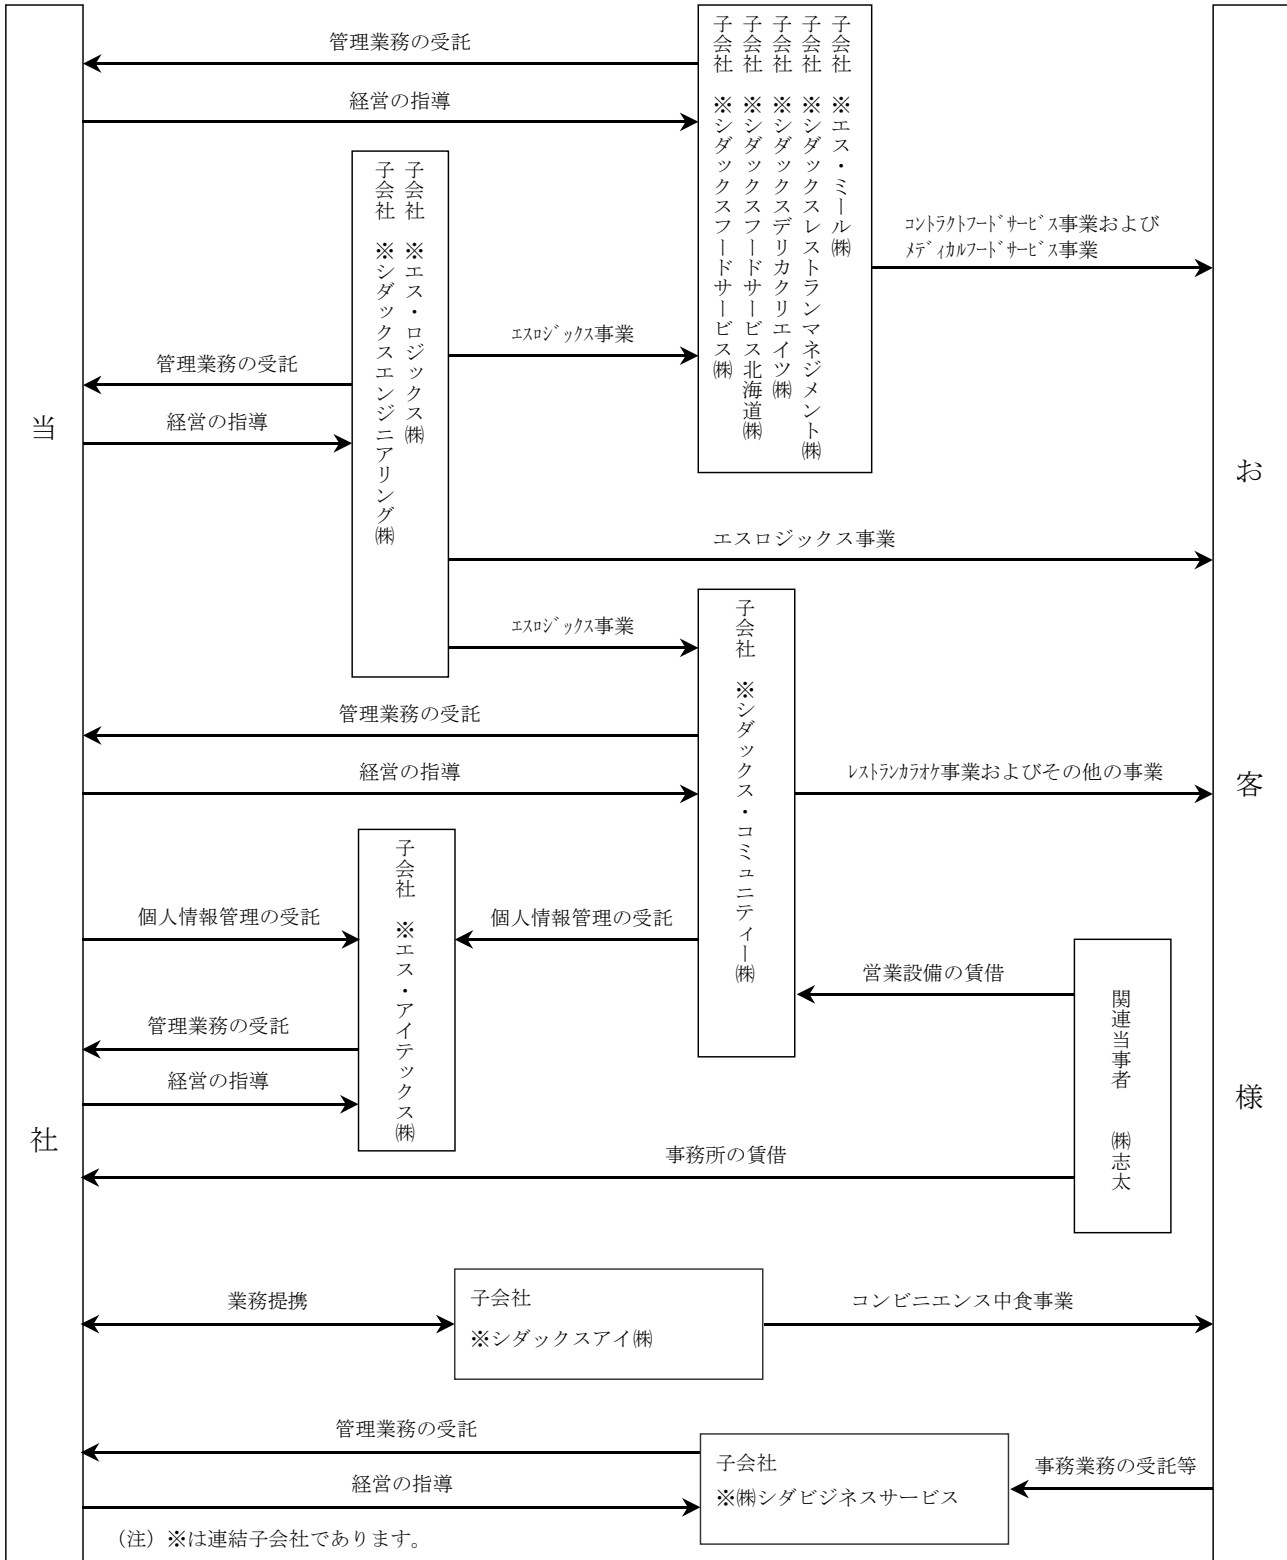 当社
管理業務の受託
経営の指導
子会社 ※エス・ミール㈱
子会社 ※シダックスレストランマネジメント㈱
子会社 ※シダックスデリカクリエイツ㈱
子会社 ※シダックスフードサービス北海道㈱
子会社 ※シダックスフードサービス㈱
ｺﾝﾄﾗｸﾄﾌｰﾄﾞｻｰﾋﾞｽ事業および
ﾒﾃﾞｨｶﾙﾌｰﾄﾞｻｰﾋﾞｽ事業
お客様
子会社 ※エス・ロジックス㈱
子会社 ※シダックスエンジニアリング㈱
ｴｽﾛｼﾞｯｸｽ事業
管理業務の受託
経営の指導
エスロジックス事業
ｴｽﾛｼﾞｯｸｽ事業
子会社 ※シダックス・コミュニティー㈱
管理業務の受託
経営の指導
ﾚｽﾄﾗﾝｶﾗｵｹ事業およびその他の事業
子会社 ※エス・アイテックス㈱
個人情報管理の受託
個人情報管理の受託
営業設備の賃借
関連当事者 ㈱志太
管理業務の受託
経営の指導
事務所の賃借
業務提携
子会社
※シダックスアイ㈱
コンビニエンス中食事業
管理業務の受託
経営の指導
子会社
※㈱シダビジネスサービス
事務業務の受託等
（注）※は連結子会社であります。